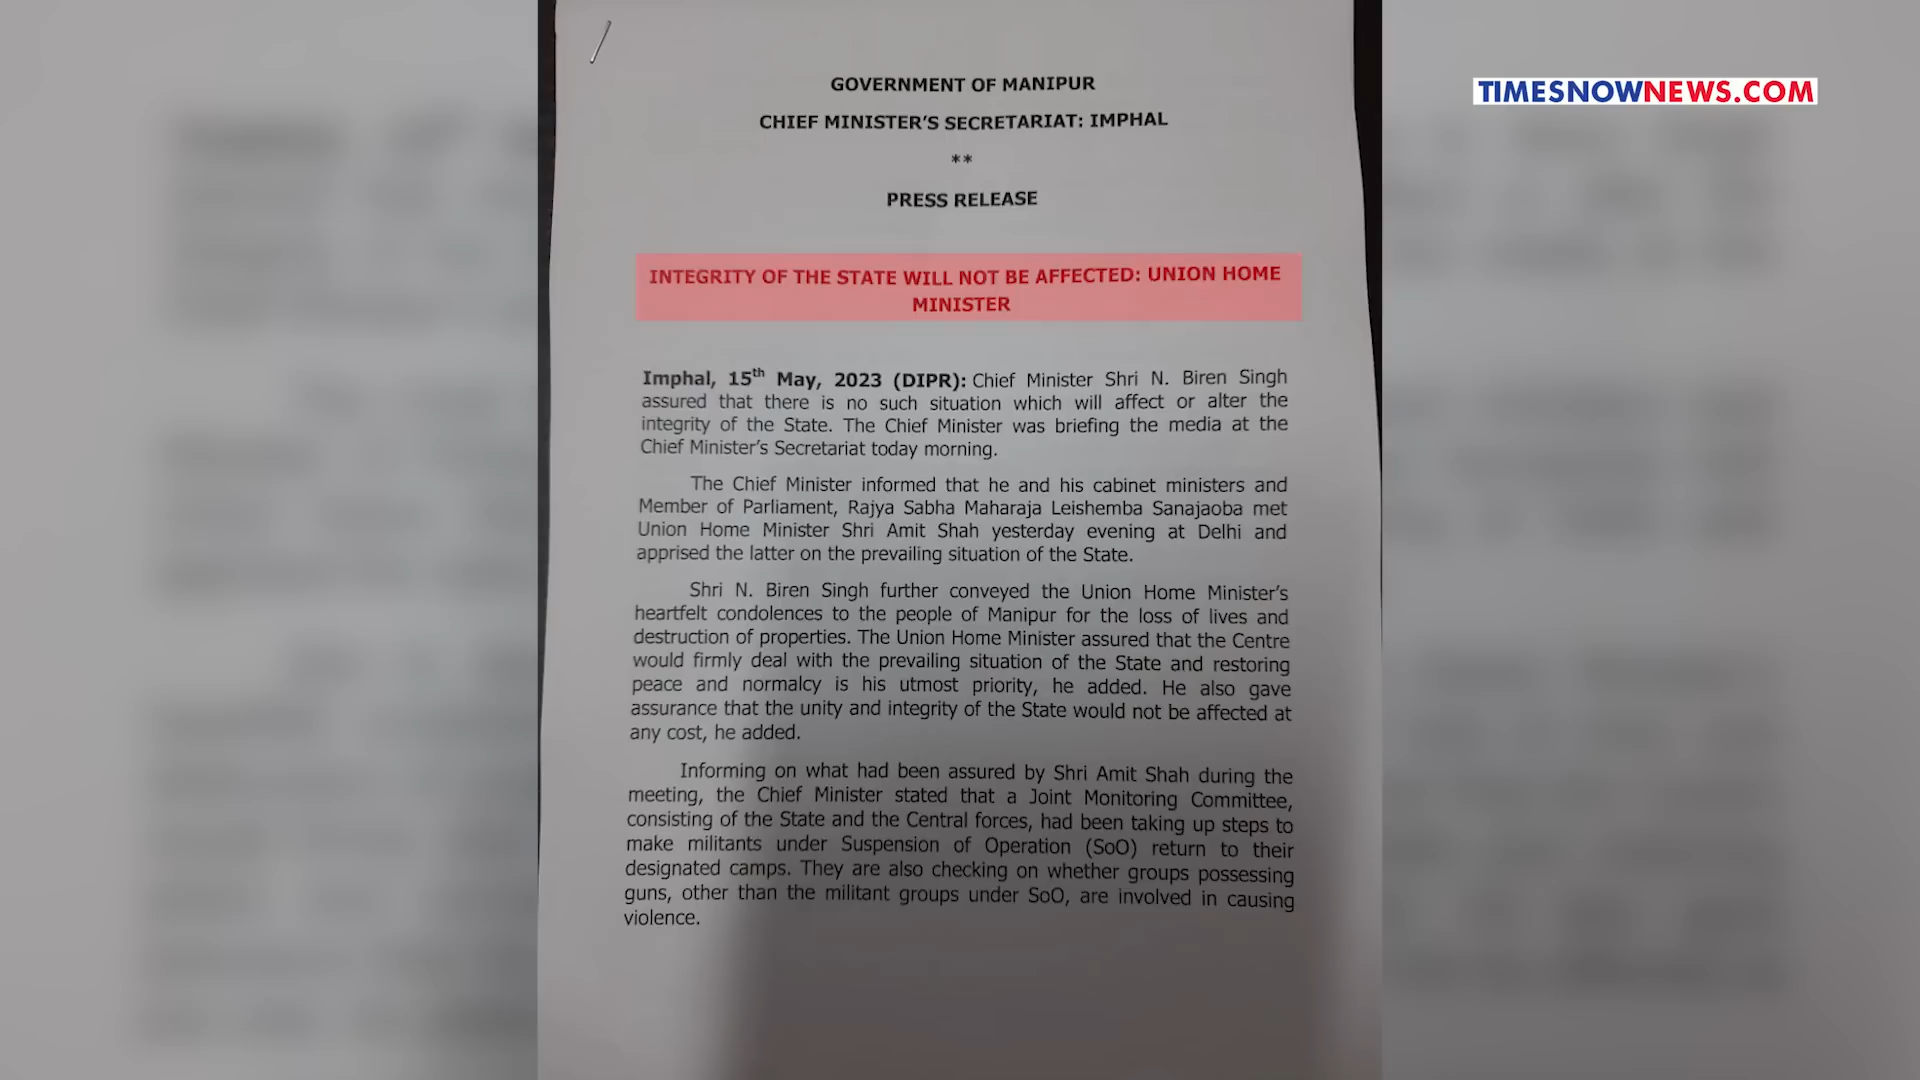 TIMESNOWNEWS.COM
GOVERNMENT OF MANIPUR
CHIEF MINISTER'S SECRETARIAT: IMPHAL
**
PRESS RELEASE
INTEGRITY OF THE STATE WILL NOT BE AFFECTED: UNION HOME
MINISTER
Imphal, 15th May, 2023 (DIPR): Chief Minister Shri N. Biren Singh
assured that there is no such situation which will affect or alter the
integrity of the State. The Chief Minister was briefing the media at the
Chief Minister's Secretariat today morning.
The Chief Minister informed that he and his cabinet ministers and
Member of Parliament, Rajya Sabha Maharaja Leishemba Sanajaoba met
Union Home Minister Shri Amit Shah yesterday evening at Delhi and
apprised the latter on the prevailing situation of the State.
Shri N. Biren Singh further conveyed the Union Home Minister's
heartfelt condolences to the people of Manipur for the loss of lives and
destruction of properties. The Union Home Minister assured that the Centre
would firmly deal with the prevailing situation of the State and restoring
peace and normalcy is his utmost priority, he added. He also gave
assurance that the unity and integrity of the State would not be affected at
any cost, he added.
Informing on what had been assured by Shri Amit Shah during the
meeting, the Chief Minister stated that a Joint Monitoring Committee,
consisting of the State and the Central forces, had been taking up steps to
make militants under Suspension of Operation (SoO) return to their
designated camps. They are also checking on whether groups possessing
guns, other than the militant groups under SoO, are involved in causing
violence.